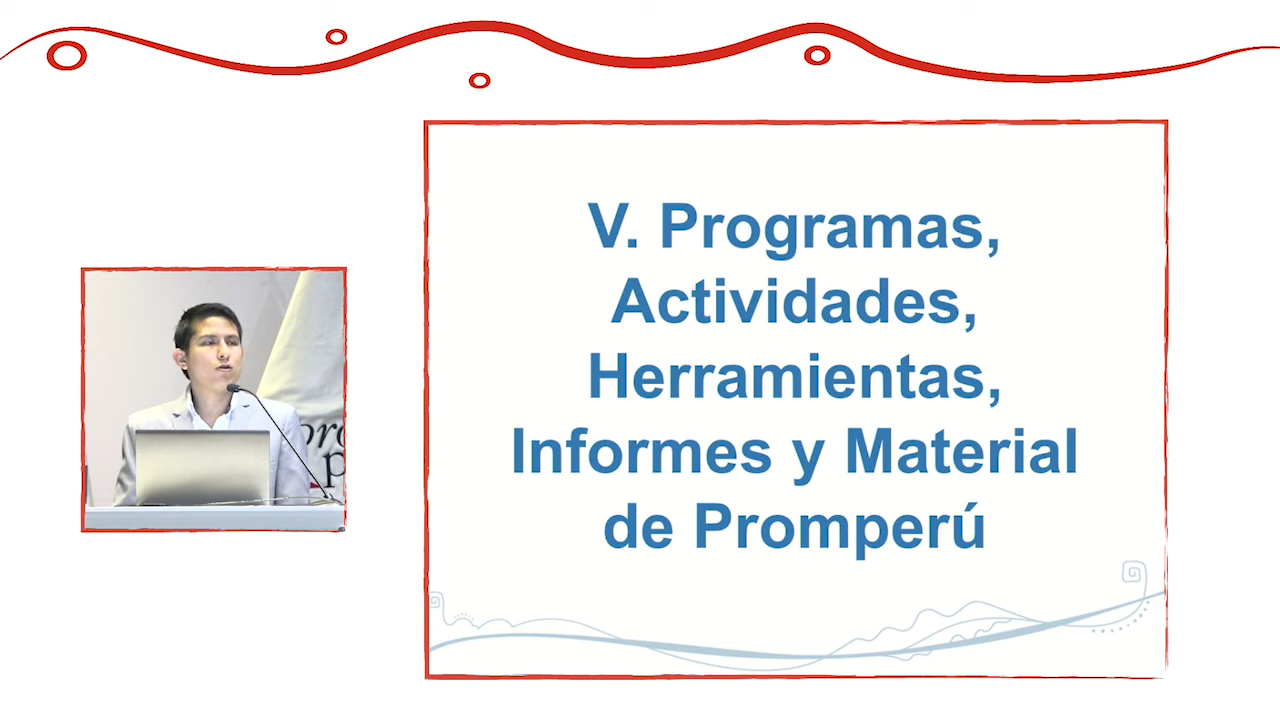 V. Programas,
Actividades,
Herramientas,
Informes y Material
de Promperú